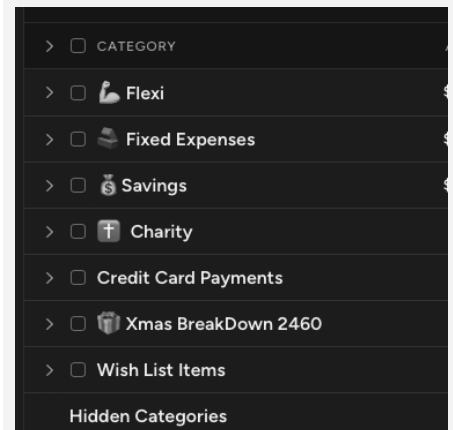 CATEGORY
Flexi
Fixed Expenses
Savings
Charity
Credit Card Payments
Xmas BreakDown 2460
Wish List Items
Hidden Categories